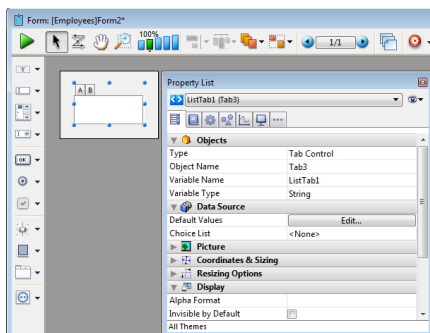 Form: [Employees]Form2*
100%
1/1
A B
OK
Property List
ListTab1 (Tab3)
Objects
Type Tab Control
Object Name Tab3
Variable Name ListTab1
Variable Type String
Data Source
Default Values Edit...
Choice List <None>
Picture
Coordinates & Sizing
Resizing Options
Display
Alpha Format
Invisible by Default
All Themes